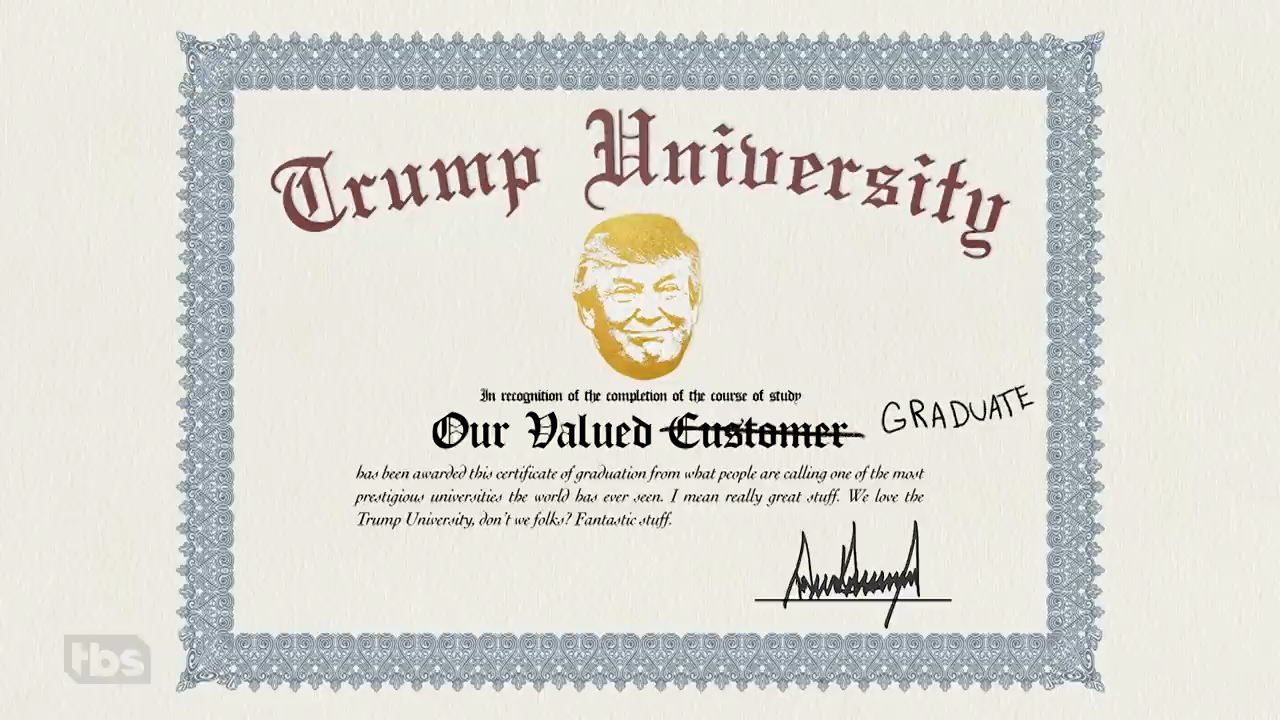 Trump University
In recognition of the completion of the course of study
Our Valued Customer GRADUATE
has been awarded this certificate of graduation from what people are calling one of the most
prestigious universities the world has ever seen. I mean really great stuff. We love the
Trump University, don't we folks? Fantastic stuff.
tbs